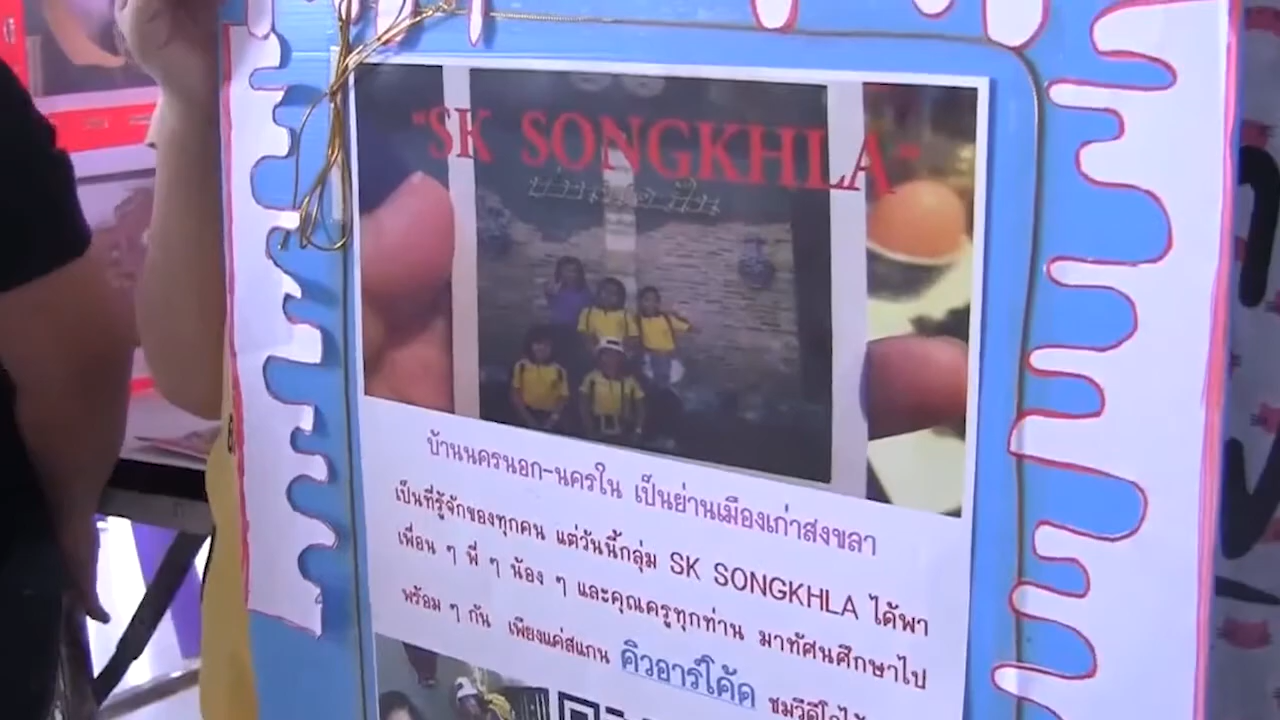 "SK SONGKHLA"
บ้านนครนอก-นครใน เป็นย่านเมืองเก่าสงขลา
เป็นที่รู้จักของทุกคน แต่วันนี้กลุ่ม SK SONGKHLA ได้พา
เพื่อน ๆ พี่ ๆ น้อง ๆ และคุณครูทุกท่าน มาทัศนศึกษาไป
พร้อม ๆ กัน เพียงแค่สแกน คิวอาร์โค้ด ชมวีดีโอ